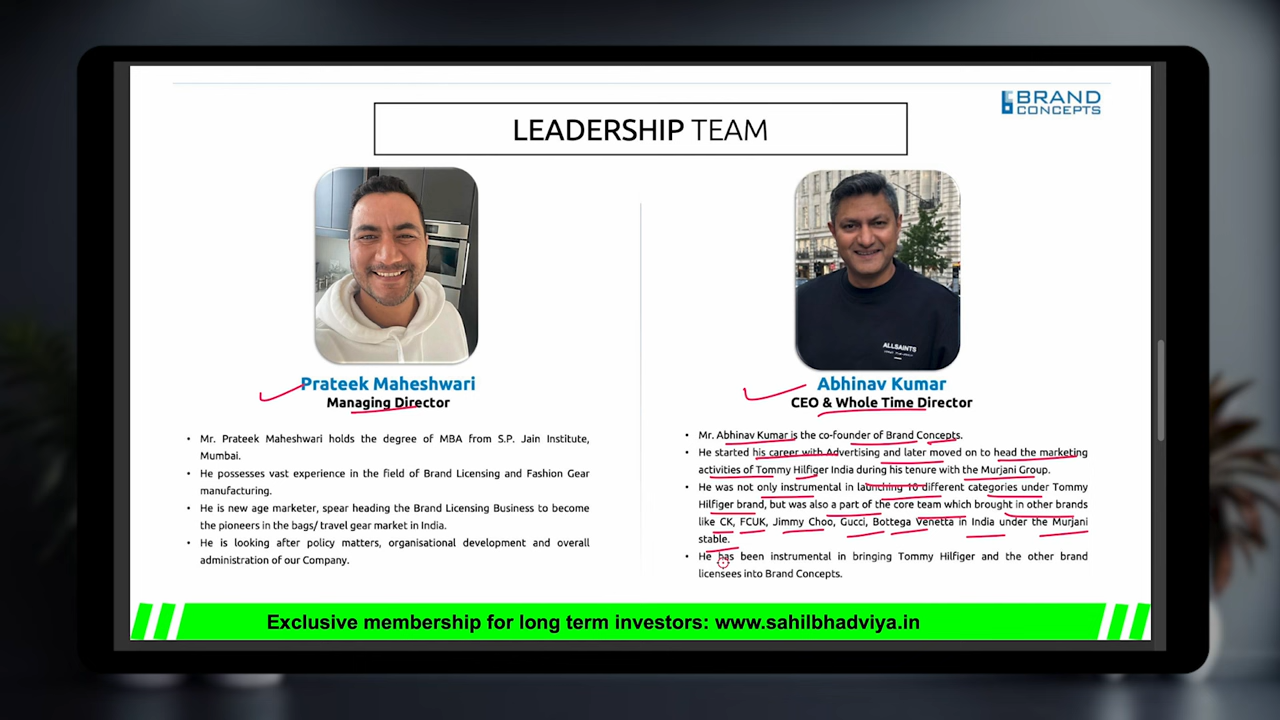 BRAND
CONCEPTS
LEADERSHIP TEAM
ALLSAINTS
Prateek Maheshwari
Managing Director
• Mr. Prateek Maheshwari holds the degree of MBA from S.P. Jain Institute,
Mumbai.
• He possesses vast experience in the field of Brand Licensing and Fashion Gear
manufacturing.
• He is new age marketer, spear heading the Brand Licensing Business to become
the pioneers in the bags/ travel gear market in India.
• He is looking after policy matters, organisational development and overall
administration of our Company.
Abhinav Kumar
CEO & Whole Time Director
• Mr. Abhinav Kumar is the co-founder of Brand Concepts.
• He started his career with Advertising and later moved on to head the marketing
activities of Tommy Hilfiger India during his tenure with the Murjani Group.
• He was not only instrumental in launching 10 different categories under Tommy
Hilfiger brand, but was also a part of the core team which brought in other brands
like CK, FCUK, Jimmy Choo, Gucci, Bottega Venetta in India under the Murjani
stable.
• He has been instrumental in bringing Tommy Hilfiger and the other brand
licensees into Brand Concepts.
Exclusive membership for long term investors: www.sahilbhadviya.in